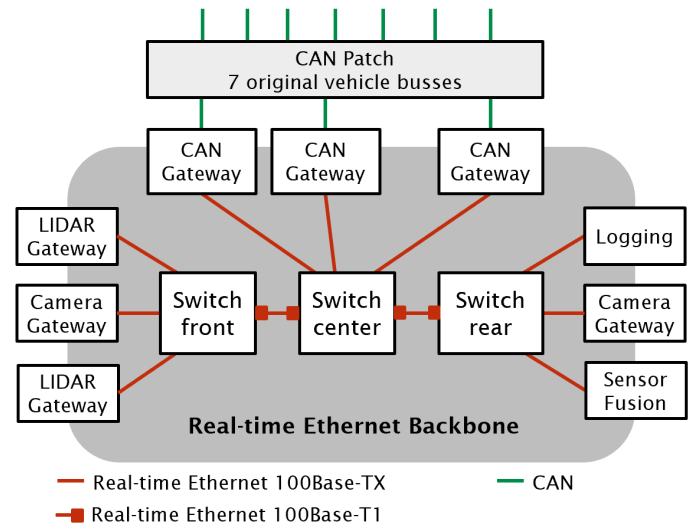 CAN Patch
7 original vehicle busses
CAN
Gateway
CAN
Gateway
CAN
Gateway
LIDAR
Gateway
Camera
Gateway
LIDAR
Gateway
Switch
front
Switch
center
Switch
rear
Logging
Camera
Gateway
Sensor
Fusion
Real-time Ethernet Backbone
Real-time Ethernet 100Base-TX
CAN
Real-time Ethernet 100Base-T1